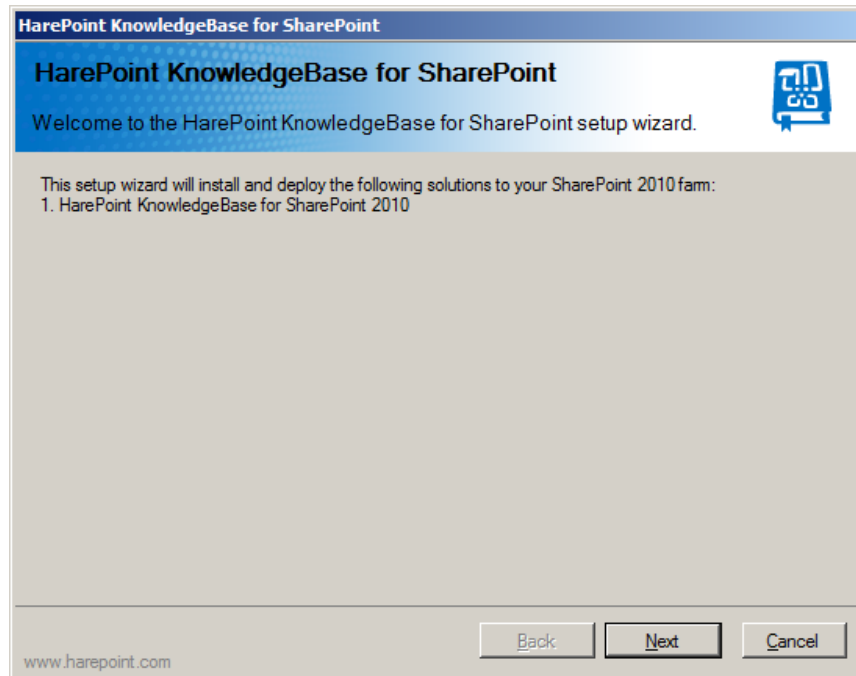 HarePoint KnowledgeBase for SharePoint
HarePoint KnowledgeBase for SharePoint
Welcome to the HarePoint KnowledgeBase for SharePoint setup wizard.
This setup wizard will install and deploy the following solutions to your SharePoint 2010 farm:
1. HarePoint KnowledgeBase for SharePoint 2010
Back
Next
Cancel
www.harepoint.com